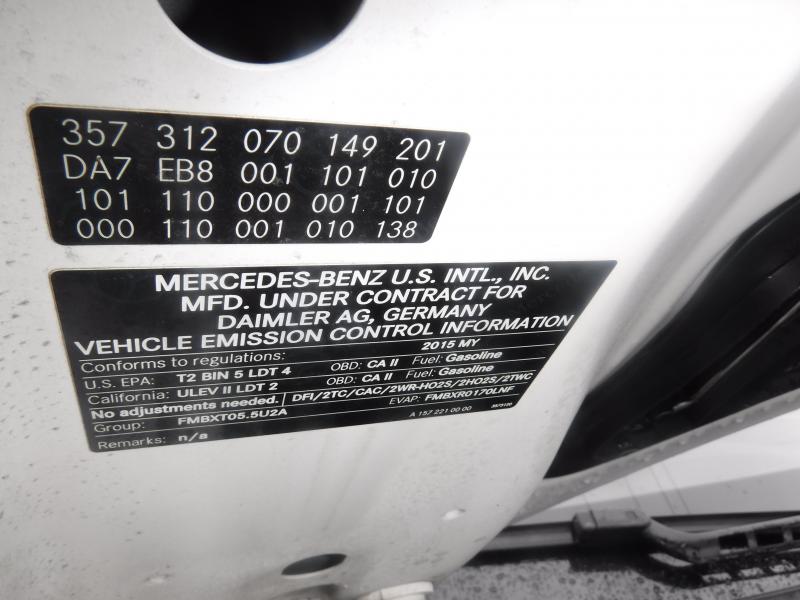 357 312 070 149 201
DA7 EB8 001 101 010
101 110 000 001 101
000 110 001 010 138
MERCEDES-BENZ U.S. INTL., INC.
MFD. UNDER CONTRACT FOR
DAIMLER AG, GERMANY
VEHICLE EMISSION CONTROL INFORMATION
Conforms to regulations: 2015 MY
U.S. EPA: T2 BIN 5 LDT 4 OBD: CA II Fuel: Gasoline
California: ULEV II LDT 2 OBD: CA II Fuel: Gasoline
No adjustments needed. DFI/2TC/CAC/2WR-HO2S/2HO2S/2TWC
Group: FMBXT05.5U2A EVAP: FMBXR0170LNF
Remarks: n/a A 157 221 00 00